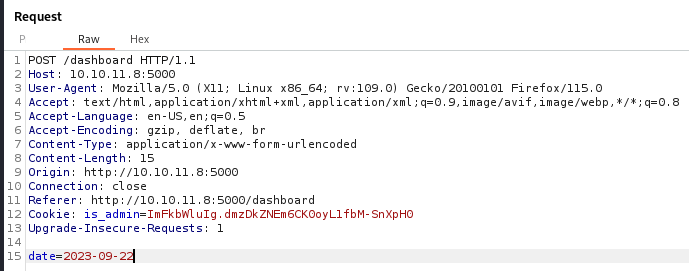 Request
P Raw Hex
1 POST /dashboard HTTP/1.1
2 Host: 10.10.11.8:5000
3 User-Agent: Mozilla/5.0 (X11; Linux x86_64; rv:109.0) Gecko/20100101 Firefox/115.0
4 Accept: text/html,application/xhtml+xml,application/xml;q=0.9,image/avif,image/webp,*/*;q=0.8
5 Accept-Language: en-US,en;q=0.5
6 Accept-Encoding: gzip, deflate, br
7 Content-Type: application/x-www-form-urlencoded
8 Content-Length: 15
9 Origin: http://10.10.11.8:5000
10 Connection: close
11 Referer: http://10.10.11.8:5000/dashboard
12 Cookie: is_admin=ImFkbWluIg.dmzDkZNEm6CK0oyL1fbM-SnXpH0
13 Upgrade-Insecure-Requests: 1
14
15 date=2023-09-22